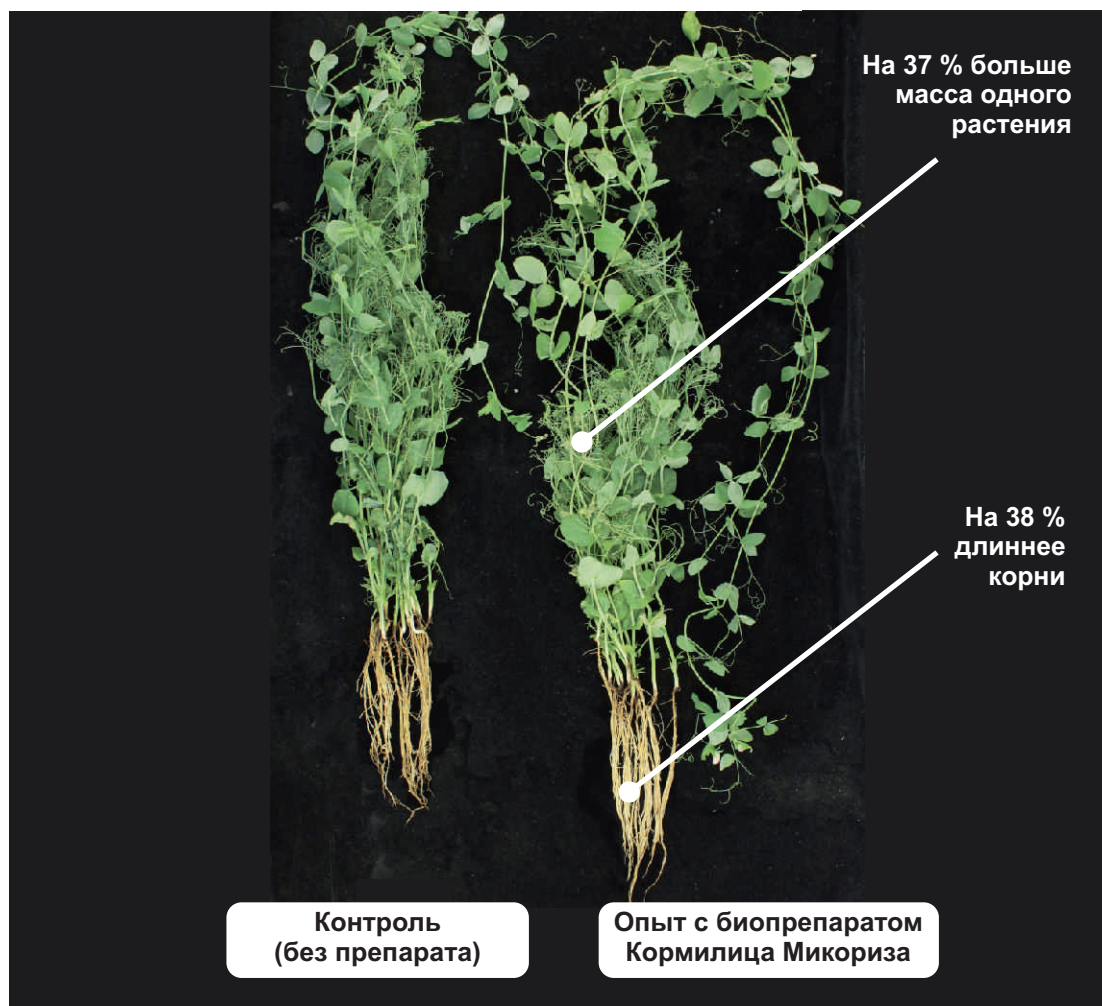 На 37 % больше
масса одного
растения
На 38 %
длиннее
корни
Контроль
(без препарата)
Опыт с биопрепаратом
Кормилица Микориза